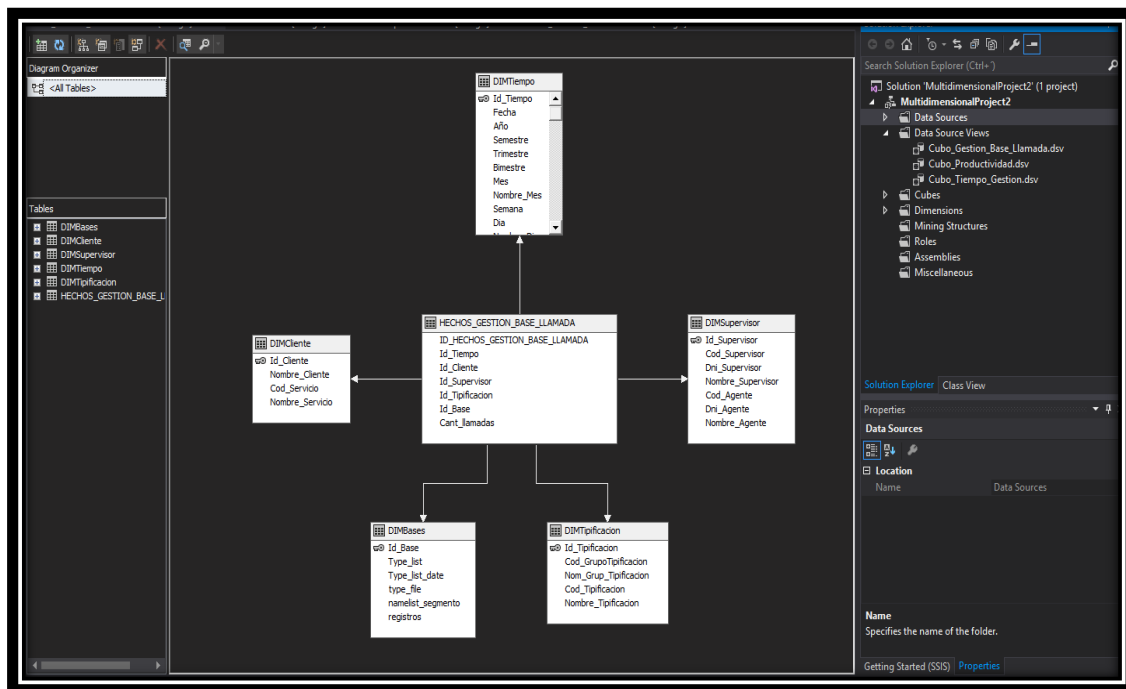 Diagram Organizer
<All Tables>
Tables
DIMBases
DIMCliente
DIMSupervisor
DIMTiempo
DIMTipificacion
HECHOS_GESTION_BASE_LI
DIMTiempo
Id_Tiempo
Fecha
Año
Semestre
Trimestre
Bimestre
Mes
Nombre_Mes
Semana
Dia
DIMCliente
Id_Cliente
Nombre_Cliente
Cod_Servicio
Nombre_Servicio
HECHOS_GESTION_BASE_LLAMADA
ID_HECHOS_GESTION_BASE_LLAMADA
Id_Tiempo
Id_Cliente
Id_Supervisor
Id_Tipificacion
Id_Base
Cant_llamadas
DIMSupervisor
Id_Supervisor
Cod_Supervisor
Dni_Supervisor
Nombre_Supervisor
Cod_Agente
Dni_Agente
Nombre_Agente
DIMBases
Id_Base
Type_list
Type_list_date
type_file
namelist_segmento
registros
DIMTipificacion
Id_Tipificacion
Cod_GrupoTipificacion
Nom_Grup_Tipificacion
Cod_Tipificacion
Nombre_Tipificacion
Search Solution Explorer (Ctrl+´)
Solution 'MultidimensionalProject2' (1 project)
MultidimensionalProject2
Data Sources
Data Source Views
Cubo_Gestion_Base_Llamada.dsv
Cubo_Productividad.dsv
Cubo_Tiempo_Gestion.dsv
Cubes
Dimensions
Mining Structures
Roles
Assemblies
Miscellaneous
Solution Explorer Class View
Properties
Data Sources
Location
Name Data Sources
Name
Specifies the name of the folder.
Getting Started (SSIS) Properties